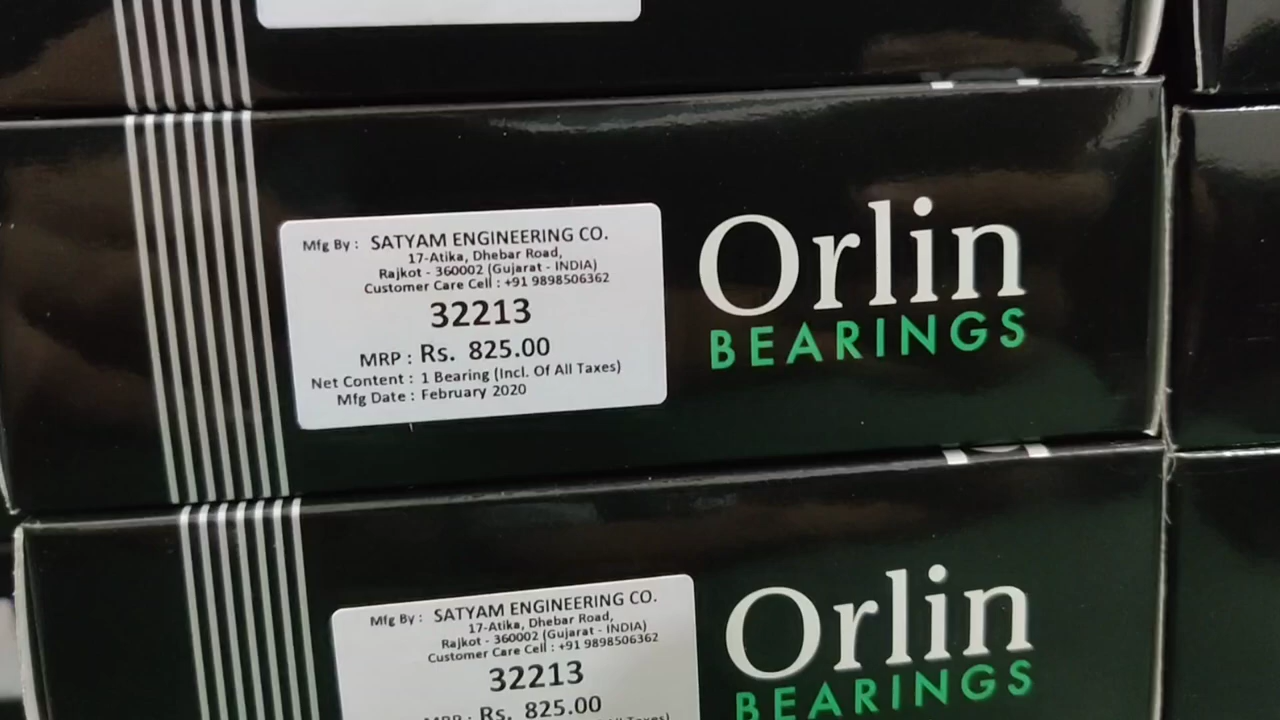 Mfg By : SATYAM ENGINEERING CO.
17-Atika, Dhebar Road,
Rajkot - 360002 (Gujarat - INDIA)
Customer Care Cell : +91 9898506362
32213
MRP : Rs. 825.00
Net Content : 1 Bearing (Incl. Of All Taxes)
Mfg Date : February 2020
Orlin
BEARINGS
Mfg By : SATYAM ENGINEERING CO.
17-Atika, Dhebar Road,
Rajkot - 360002 (Gujarat - INDIA)
Customer Care Cell : +91 9898506362
32213
MRP : Rs. 825.00
Taxes)
Orlin
BEARINGS